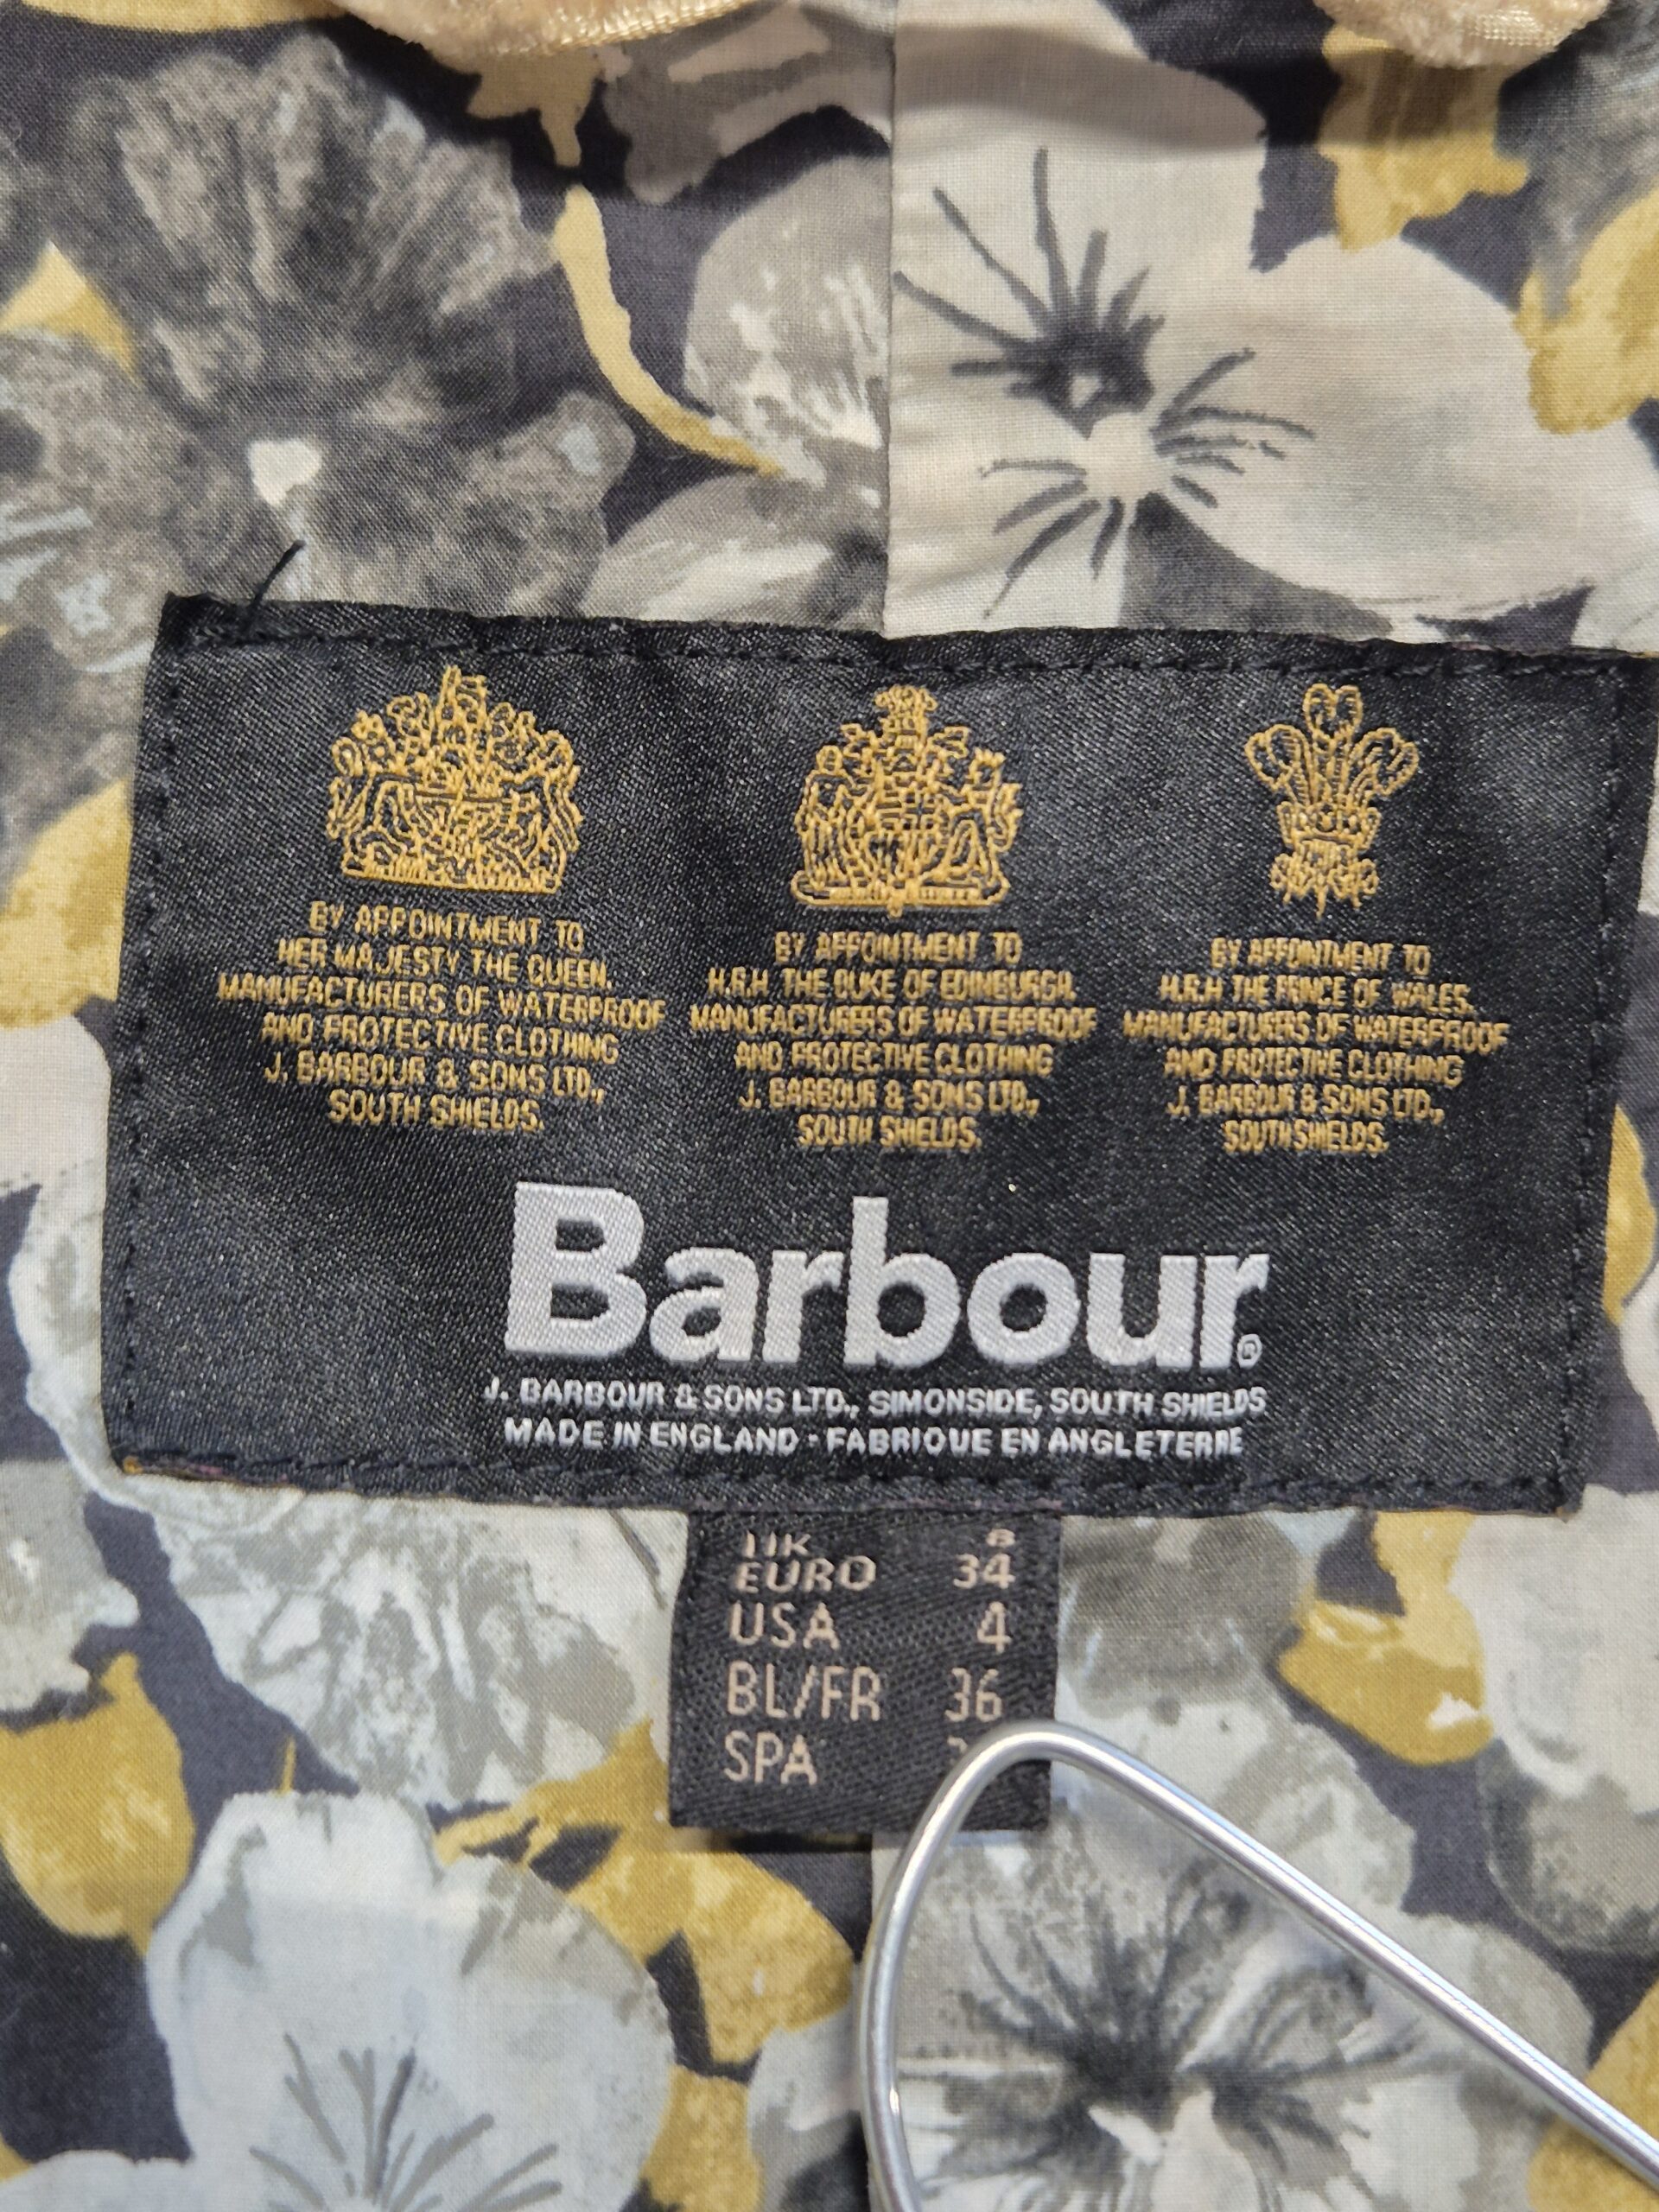 BY APPOINTMENT TO
HER MAJESTY THE QUEEN.
MANUFACTURERS OF WATERPROOF
AND PROTECTIVE CLOTHING
J. BARBOUR & SONS LTD.,
SOUTH SHIELDS.
BY APPOINTMENT TO
H.R.H THE DUKE OF EDINBURGH.
MANUFACTURERS OF WATERPROOF
AND PROTECTIVE CLOTHING
J. BARBOUR & SONS LTD.,
SOUTH SHIELDS.
BY APPOINTMENT TO
H.R.H THE PRINCE OF WALES.
MANUFACTURERS OF WATERPROOF
AND PROTECTIVE CLOTHING
J. BARBOUR & SONS LTD.,
SOUTH SHIELDS.
Barbour®
J. BARBOUR & SONS LTD., SIMONSIDE, SOUTH SHIELDS
MADE IN ENGLAND - FABRIQUE EN ANGLETERRE
UK 8
EURO 34
USA 4
BL/FR 36
SPA